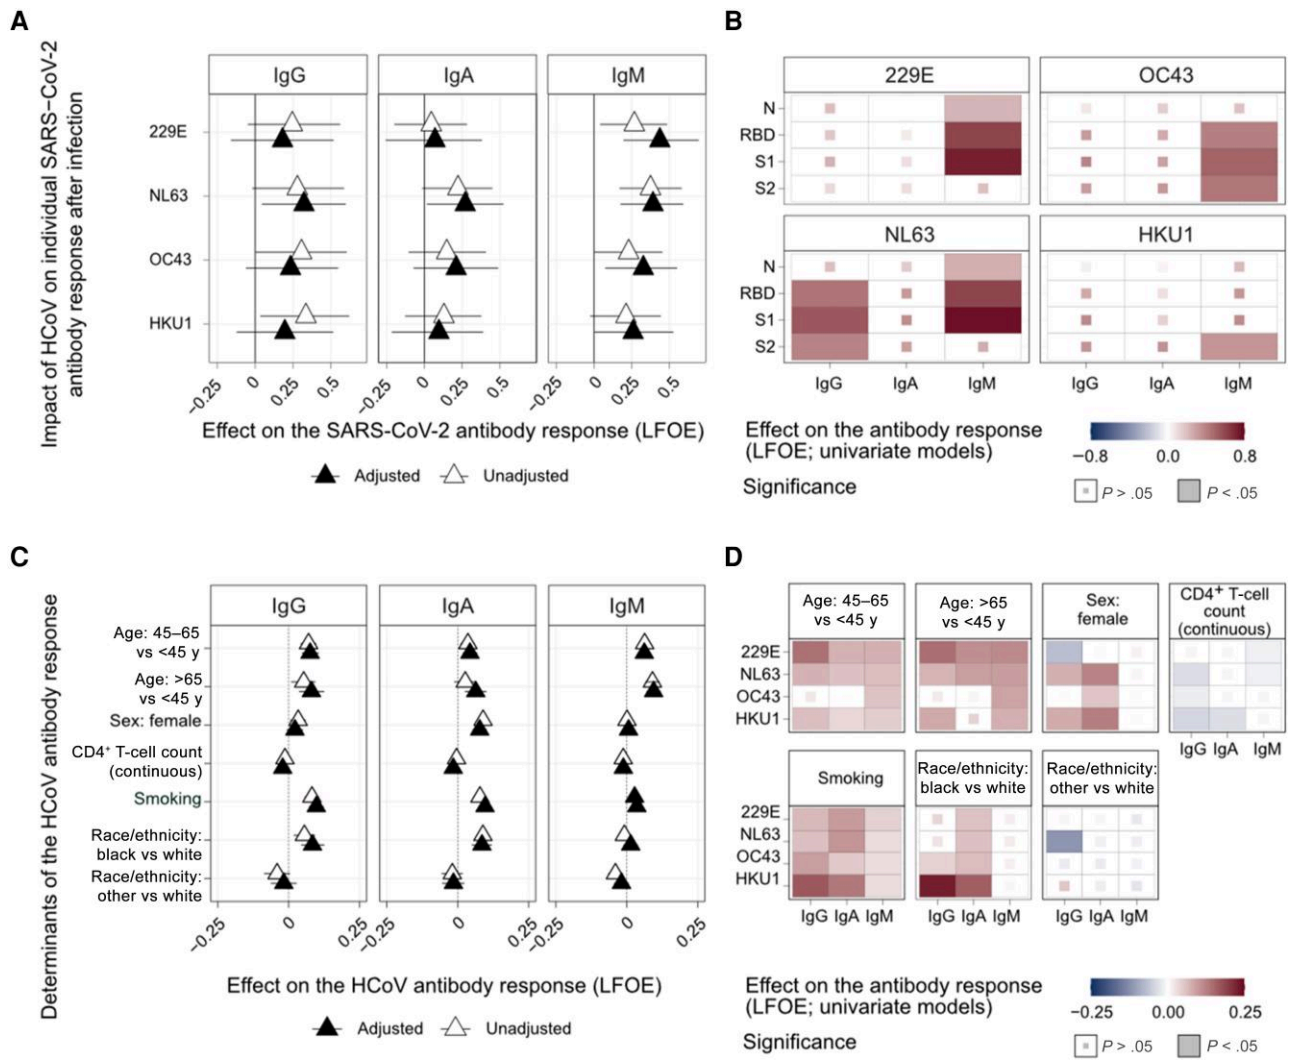 A
Impact of HCoV on individual SARS−CoV-2
antibody response after infection
IgG
IgA
IgM
229E
NL63
OC43
HKU1
−0.25
0
0.25
0.5
−0.25
0
0.25
0.5
−0.25
0
0.25
0.5
Effect on the SARS-CoV-2 antibody response (LFOE)
Adjusted
Unadjusted
B
229E
OC43
N
RBD
S1
S2
NL63
HKU1
N
RBD
S1
S2
IgG
IgA
IgM
IgG
IgA
IgM
Effect on the antibody response
(LFOE; univariate models)
−0.8
0.0
0.8
Significance
P > .05
P < .05
C
Determinants of the HCoV antibody response
IgG
IgA
IgM
Age: 45–65
vs <45 y
Age: >65
vs <45 y
Sex: female
CD4+ T-cell count
(continuous)
Smoking
Race/ethnicity:
black vs white
Race/ethnicity:
other vs white
−0.25
0
0.25
−0.25
0
0.25
−0.25
0
0.25
Effect on the HCoV antibody response (LFOE)
Adjusted
Unadjusted
D
Age: 45–65
vs <45 y
Age: >65
vs <45 y
Sex:
female
CD4+ T-cell
count
(continuous)
229E
NL63
OC43
HKU1
IgG
IgA
IgM
Smoking
Race/ethnicity:
black vs white
Race/ethnicity:
other vs white
229E
NL63
OC43
HKU1
IgG
IgA
IgM
IgG
IgA
IgM
IgG
IgA
IgM
Effect on the antibody response
(LFOE; univariate models)
−0.25
0.00
0.25
Significance
P > .05
P < .05